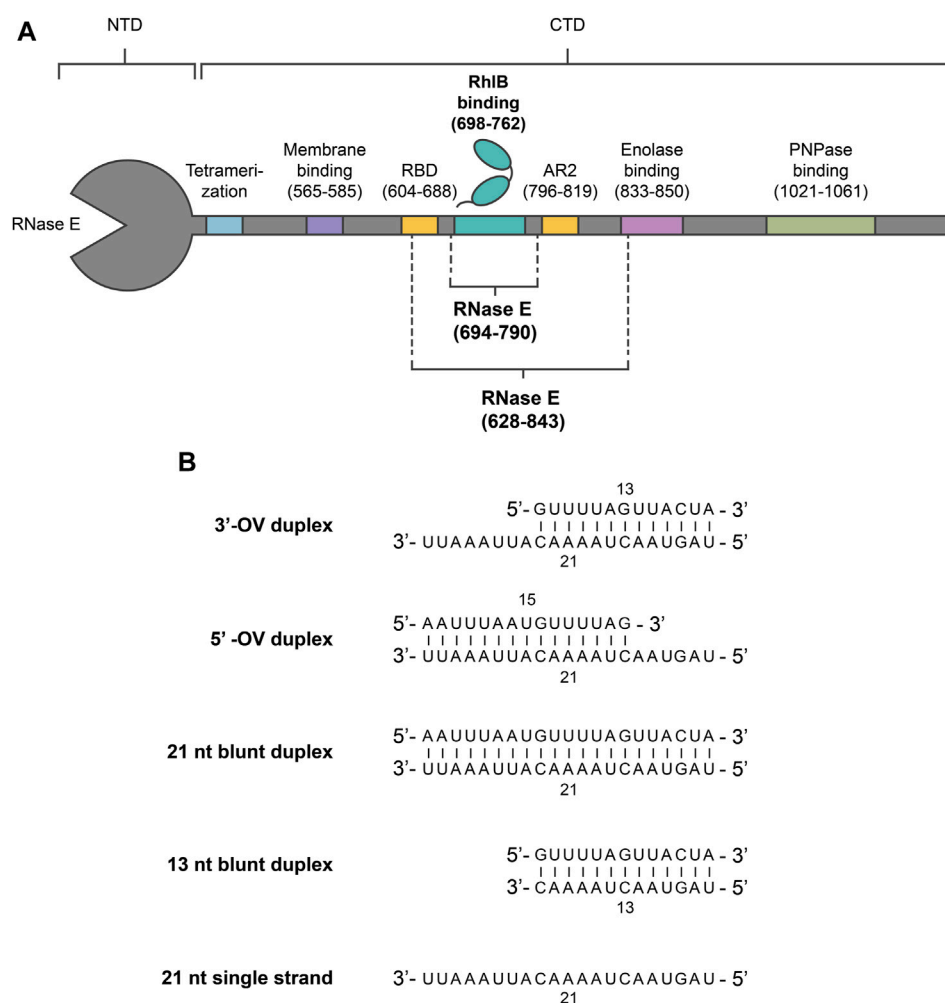 A
NTD
CTD
RhlB
binding
(698-762)
Tetrameri-
zation
Membrane
binding
(565-585)
RBD
(604-688)
AR2
(796-819)
Enolase
binding
(833-850)
PNPase
binding
(1021-1061)
RNase E
RNase E
(694-790)
RNase E
(628-843)
B
3’-OV duplex
13
5’- GUUUUAGUUACUA - 3’
3’- UUAAAUUACAAAAUCAAUGAU - 5’
21
5’ -OV duplex
15
5’- AAUUUAAUGUUUUAG - 3’
3’- UUAAAUUACAAAAUCAAUGAU - 5’
21
21 nt blunt duplex
5’- AAUUUAAUGUUUUAGUUACUA - 3’
3’- UUAAAUUACAAAAUCAAUGAU - 5’
21
13 nt blunt duplex
5’- GUUUUAGUUACUA - 3’
3’- CAAAAUCAAUGAU - 5’
13
21 nt single strand
3’- UUAAAUUACAAAAUCAAUGAU - 5’
21